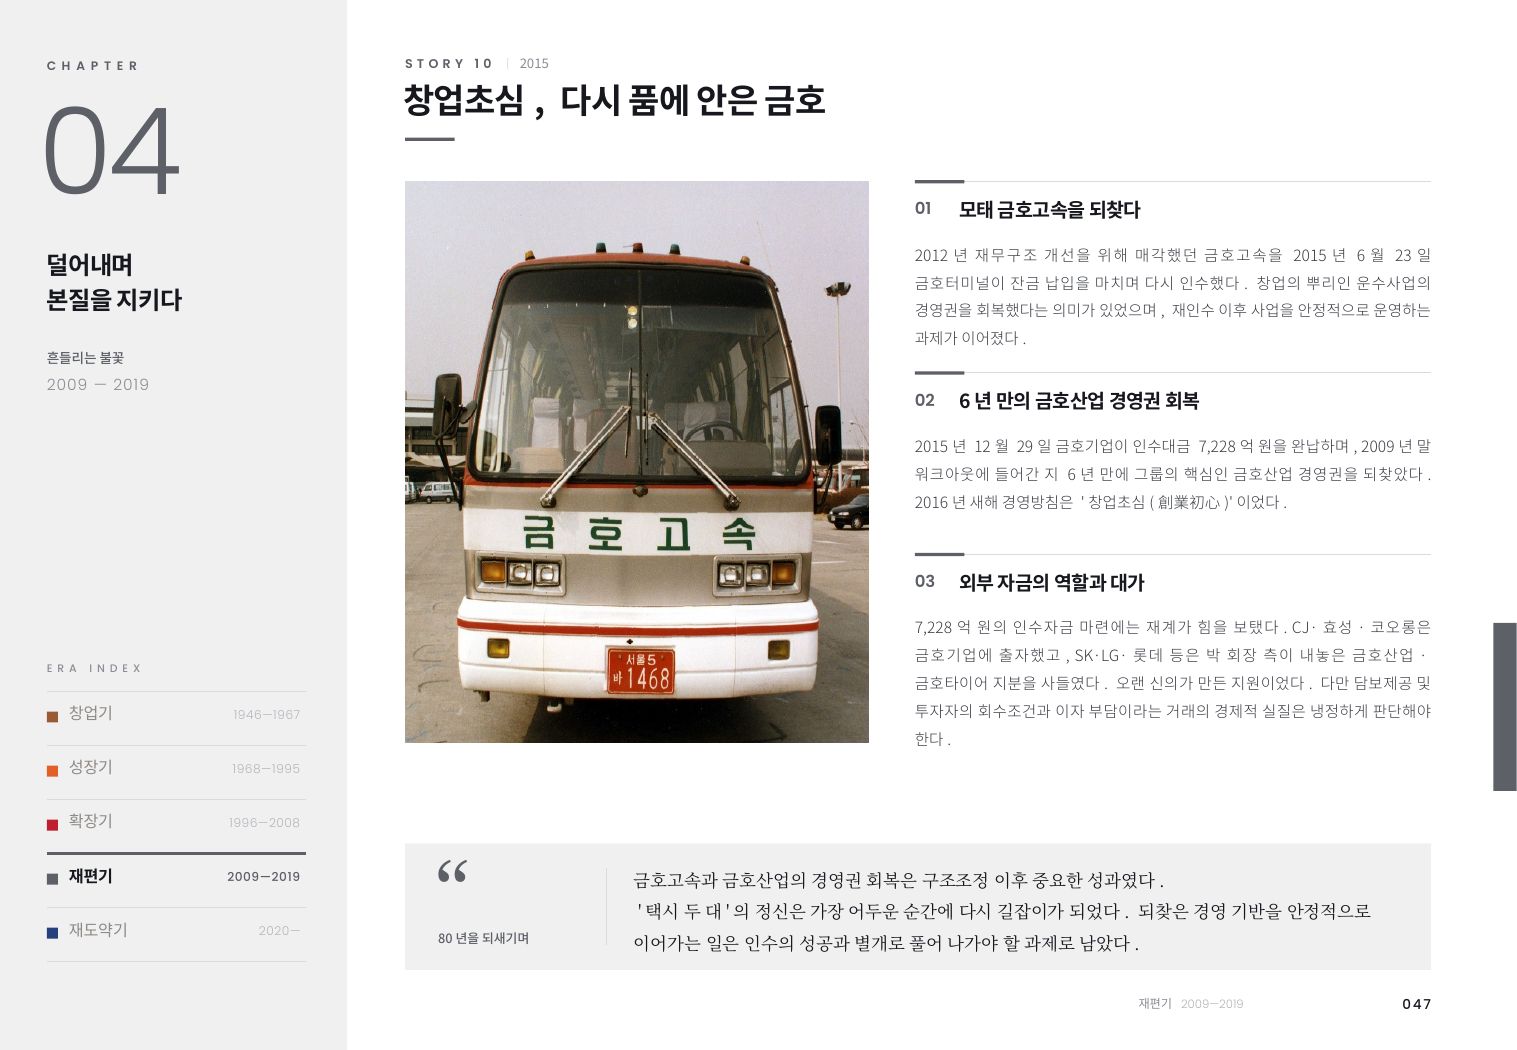 CHAPTER
04
덜어내며
본질을 지키다
흔들리는 불꽃
2009 — 2019
ERA INDEX
창업기 1946—1967
성장기 1968—1995
확장기 1996—2008
재편기 2009—2019
재도약기 2020—
STORY 10 | 2015
창업초심 , 다시 품에 안은 금호
금호고속
서울5
바1468
01 모태 금호고속을 되찾다
2012 년 재무구조 개선을 위해 매각했던 금호고속을 2015 년 6 월 23 일
금호터미널이 잔금 납입을 마치며 다시 인수했다 . 창업의 뿌리인 운수사업의
경영권을 회복했다는 의미가 있었으며 , 재인수 이후 사업을 안정적으로 운영하는
과제가 이어졌다 .
02 6 년 만의 금호산업 경영권 회복
2015 년 12 월 29 일 금호기업이 인수대금 7,228 억 원을 완납하며 , 2009 년 말
워크아웃에 들어간 지 6 년 만에 그룹의 핵심인 금호산업 경영권을 되찾았다 .
2016 년 새해 경영방침은 ' 창업초심 ( 創業初心 )' 이었다 .
03 외부 자금의 역할과 대가
7,228 억 원의 인수자금 마련에는 재계가 힘을 보탰다 . CJ· 효성 · 코오롱은
금호기업에 출자했고 , SK·LG· 롯데 등은 박 회장 측이 내놓은 금호산업 ·
금호타이어 지분을 사들였다 . 오랜 신의가 만든 지원이었다 . 다만 담보제공 및
투자자의 회수조건과 이자 부담이라는 거래의 경제적 실질은 냉정하게 판단해야
한다 .
“
80 년을 되새기며
금호고속과 금호산업의 경영권 회복은 구조조정 이후 중요한 성과였다 .
' 택시 두 대 ' 의 정신은 가장 어두운 순간에 다시 길잡이가 되었다 . 되찾은 경영 기반을 안정적으로
이어가는 일은 인수의 성공과 별개로 풀어 나가야 할 과제로 남았다 .
재편기 2009—2019
047